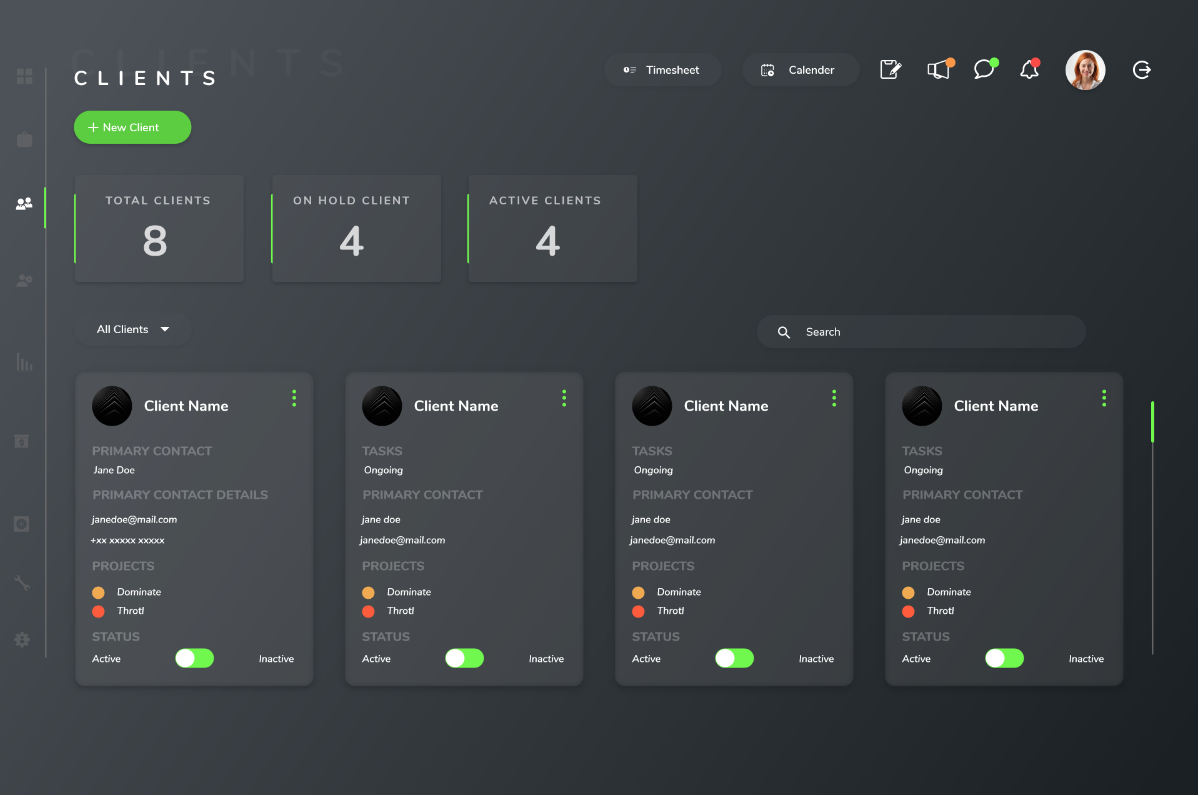 CLIENTS
CLIENTS
Timesheet
Calender
+ New Client
TOTAL CLIENTS
8
ON HOLD CLIENT
4
ACTIVE CLIENTS
4
All Clients
Search
Client Name
PRIMARY CONTACT
Jane Doe
PRIMARY CONTACT DETAILS
janedoe@mail.com
+xx xxxxx xxxxx
PROJECTS
Dominate
Throtl
STATUS
Active
Inactive
Client Name
TASKS
Ongoing
PRIMARY CONTACT
jane doe
janedoe@mail.com
PROJECTS
Dominate
Throtl
STATUS
Active
Inactive
Client Name
TASKS
Ongoing
PRIMARY CONTACT
jane doe
janedoe@mail.com
PROJECTS
Dominate
Throtl
STATUS
Active
Inactive
Client Name
TASKS
Ongoing
PRIMARY CONTACT
jane doe
janedoe@mail.com
PROJECTS
Dominate
Throtl
STATUS
Active
Inactive